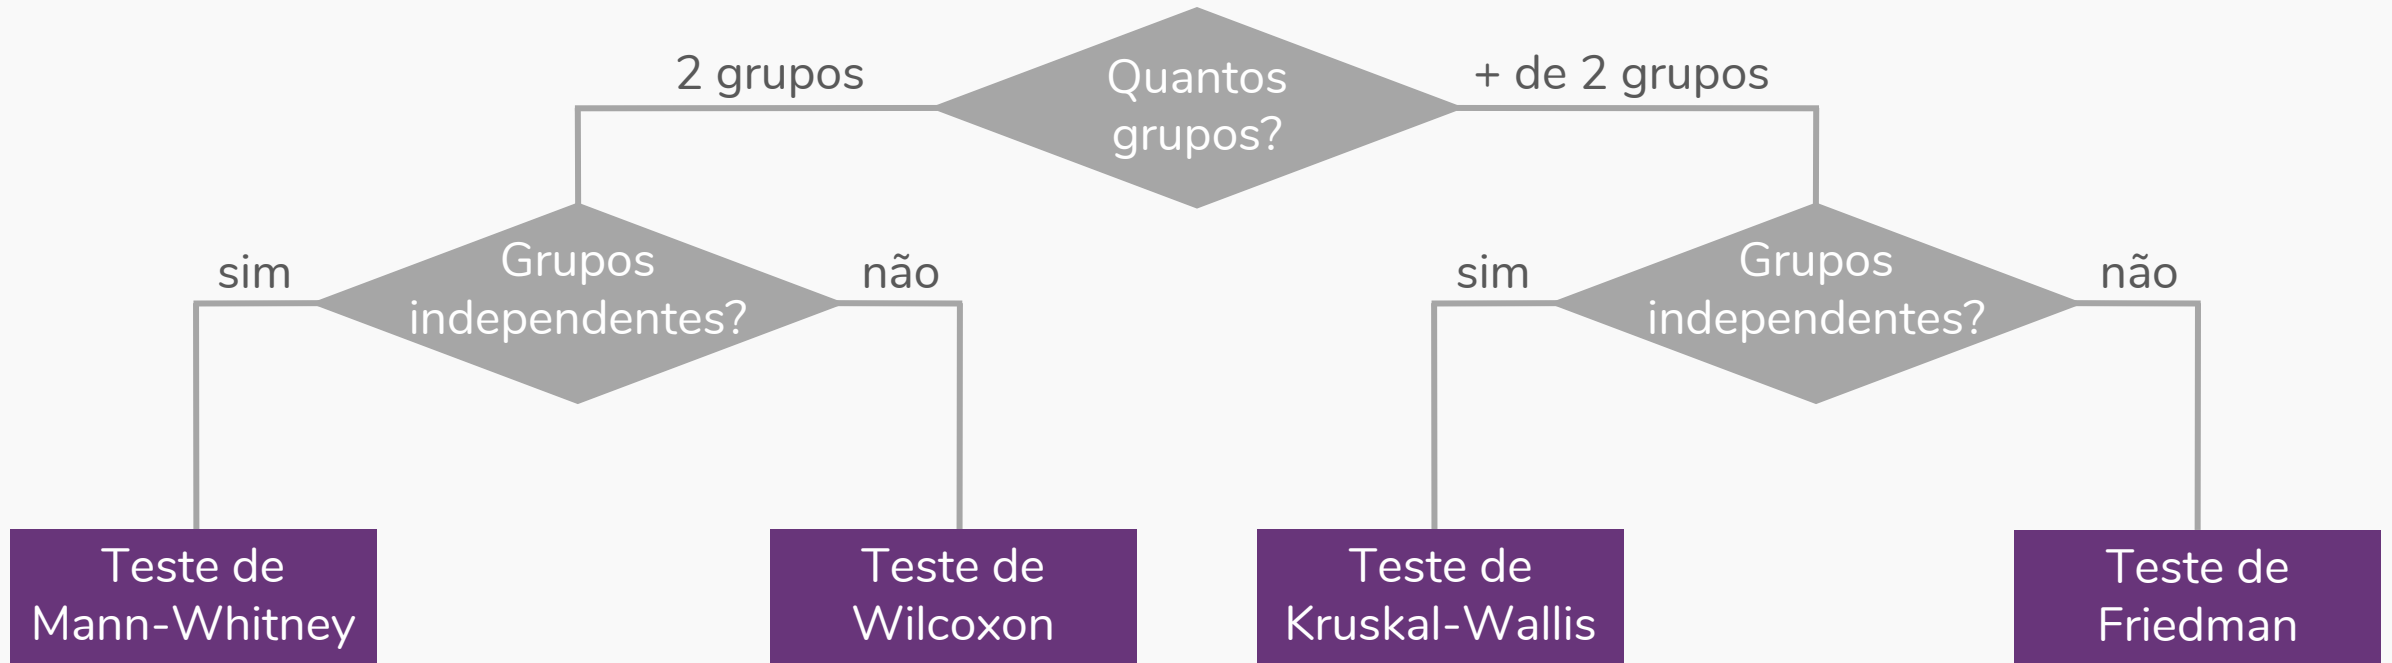 2 grupos
Quantos
grupos?
+ de 2 grupos
sim
Grupos
independentes?
não
sim
Grupos
independentes?
não
Teste de
Mann-Whitney
Teste de
Wilcoxon
Teste de
Kruskal-Wallis
Teste de
Friedman